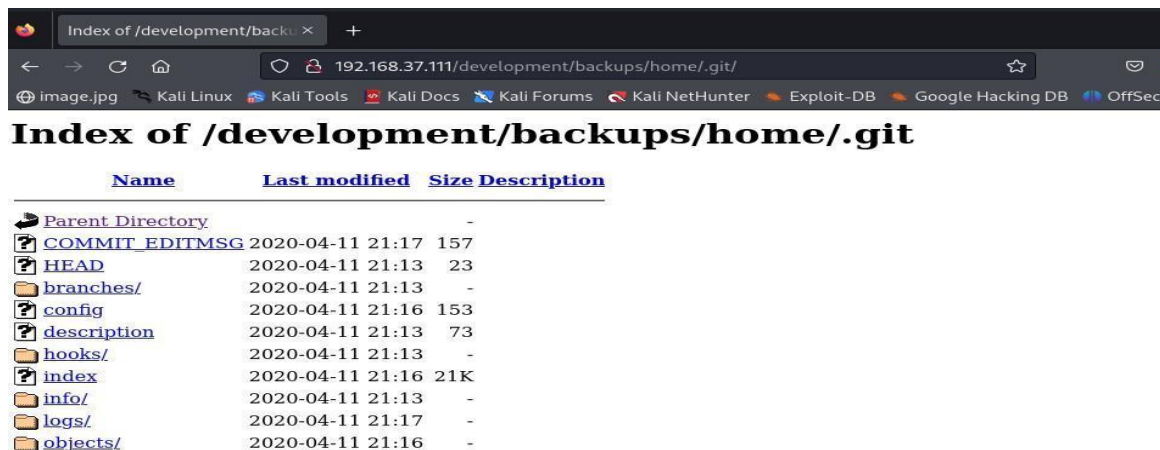 Index of /development/backu
192.168.37.111/development/backups/home/.git/
image.jpg Kali Linux Kali Tools Kali Docs Kali Forums Kali NetHunter Exploit-DB Google Hacking DB OffSec
Index of /development/backups/home/.git
Name Last modified Size Description
Parent Directory -
COMMIT_EDITMSG 2020-04-11 21:17 157
HEAD 2020-04-11 21:13 23
branches/ 2020-04-11 21:13 -
config 2020-04-11 21:16 153
description 2020-04-11 21:13 73
hooks/ 2020-04-11 21:13 -
index 2020-04-11 21:16 21K
info/ 2020-04-11 21:13 -
logs/ 2020-04-11 21:17 -
objects/ 2020-04-11 21:16 -